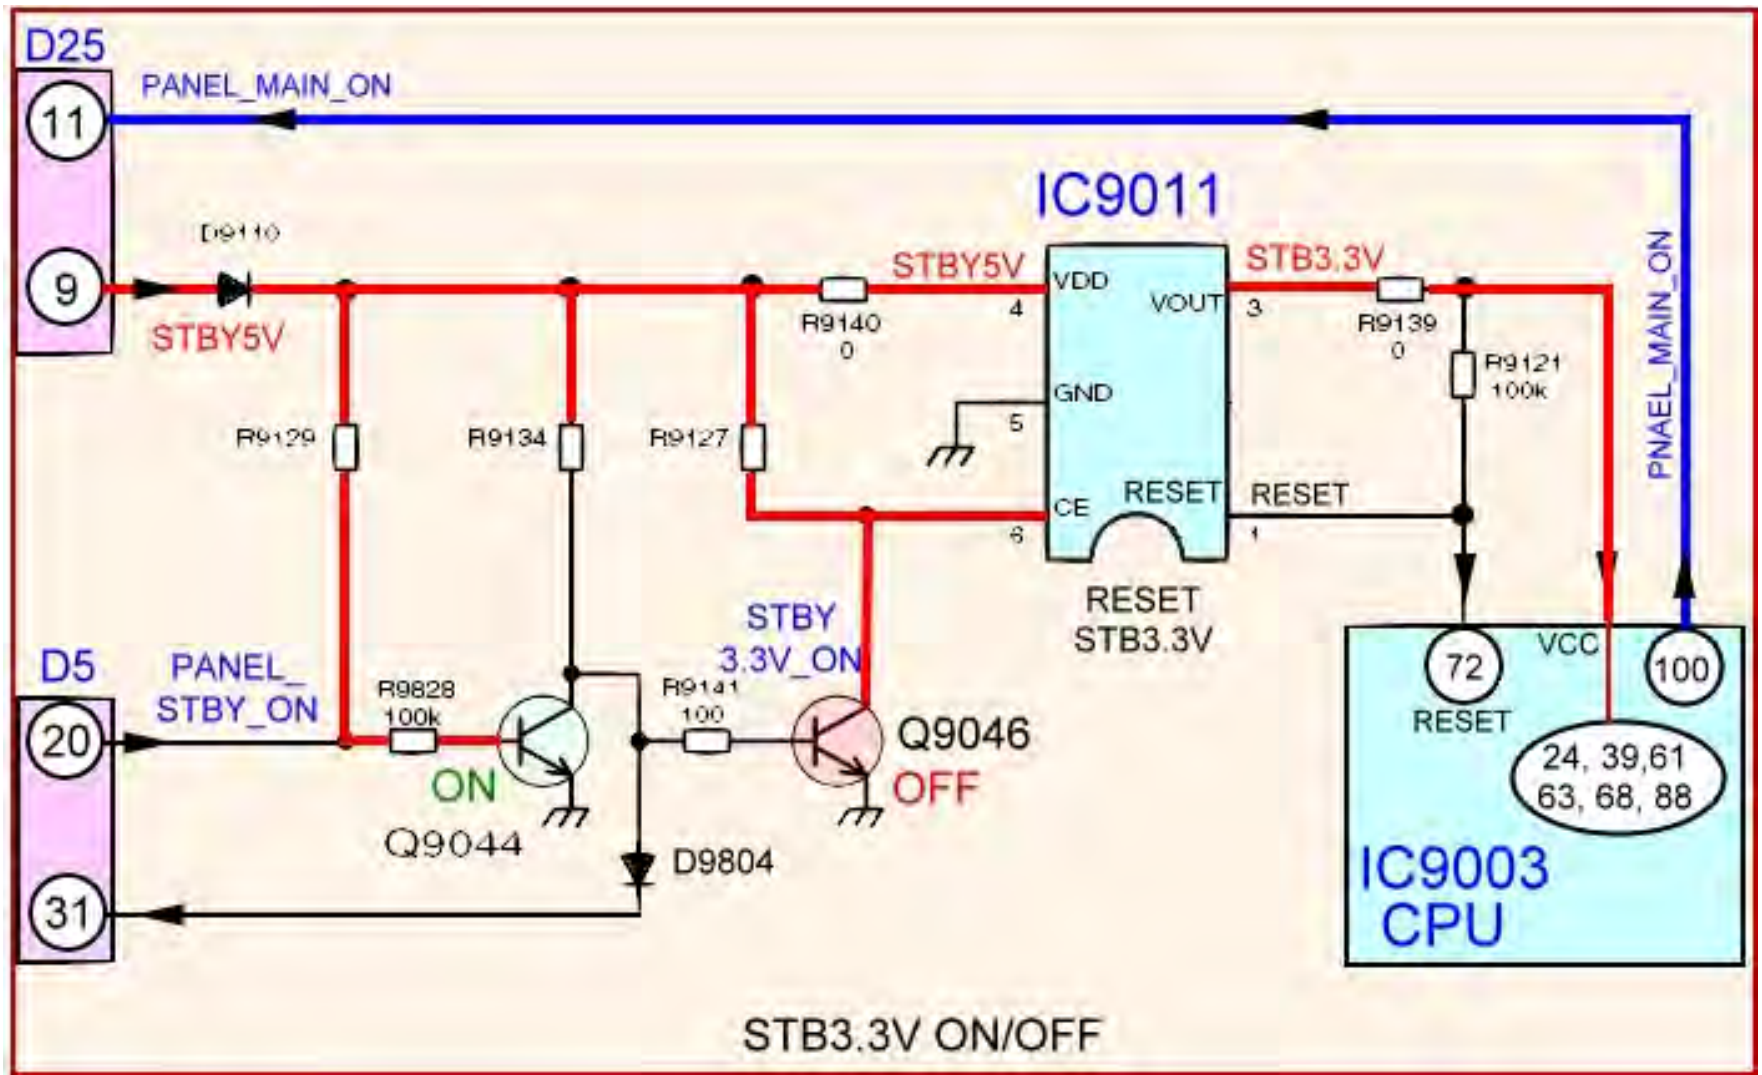 D25
PANEL_MAIN_ON
11
IC9011
D9110
9
STBY5V
STBY5V
VDD
4
R9140
0
STB3.3V
VOUT
3
R9139
0
R9121
100k
PNAEL_MAIN_ON
GND
5
R9129
R9134
R9127
CE
6
RESET
RESET
1
RESET
STB3.3V
D5
PANEL_
STBY_ON
STBY
3.3V_ON
20
R9828
100k
R9141
100
Q9046
ON
OFF
Q9044
D9804
31
72
RESET
VCC
100
24, 39,61
63, 68, 88
IC9003
CPU
STB3.3V ON/OFF